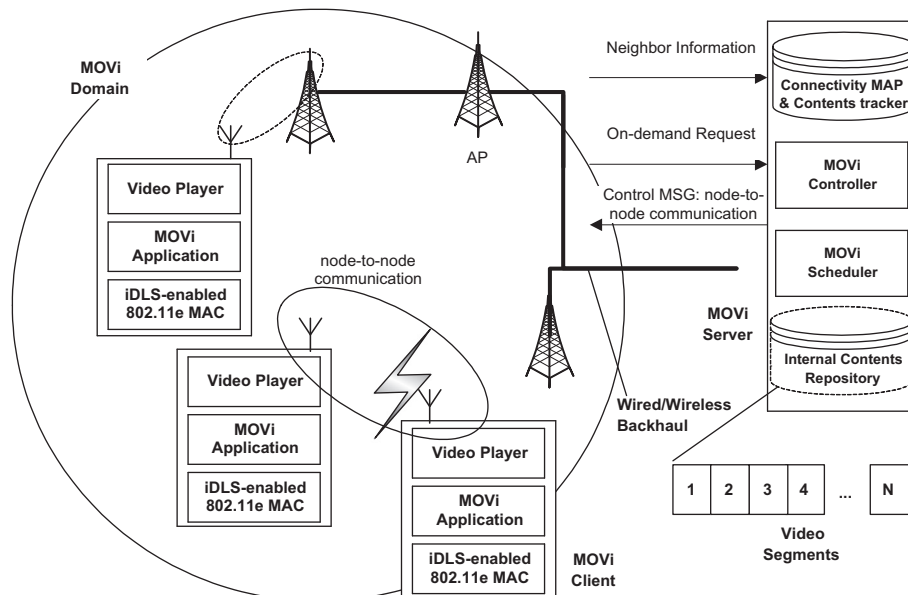 MOVi
Domain
Video Player
MOVi
Application
iDLS-enabled
802.11e MAC
AP
node-to-node
communication
Video Player
MOVi
Application
iDLS-enabled
802.11e MAC
Video Player
MOVi
Application
iDLS-enabled
802.11e MAC
MOVi
Client
Neighbor Information
On-demand Request
Control MSG: node-to-
node communication
Connectivity MAP
& Contents tracker
MOVi
Controller
MOVi
Scheduler
MOVi
Server
Internal Contents
Repository
Wired/Wireless
Backhaul
1 2 3 4 ... N
Video
Segments